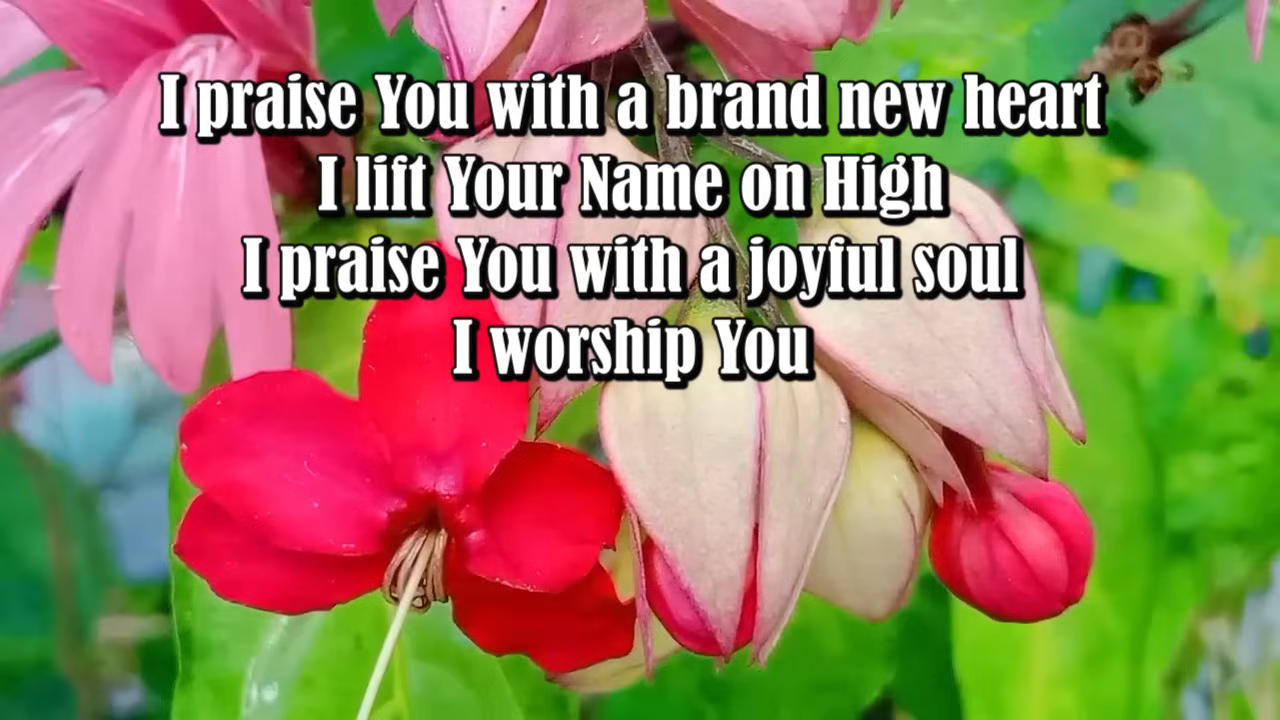 I praise You with a brand new heart
I lift Your Name on High
I praise You with a joyful soul
I worship You